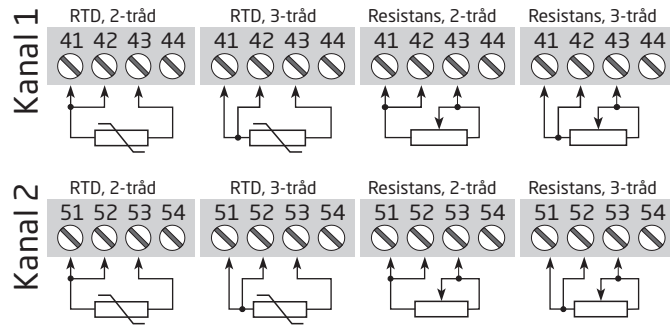 Kanal 1
RTD, 2-tråd
41 42 43 44
RTD, 3-tråd
41 42 43 44
Resistans, 2-tråd
41 42 43 44
Resistans, 3-tråd
41 42 43 44
Kanal 2
RTD, 2-tråd
51 52 53 54
RTD, 3-tråd
51 52 53 54
Resistans, 2-tråd
51 52 53 54
Resistans, 3-tråd
51 52 53 54